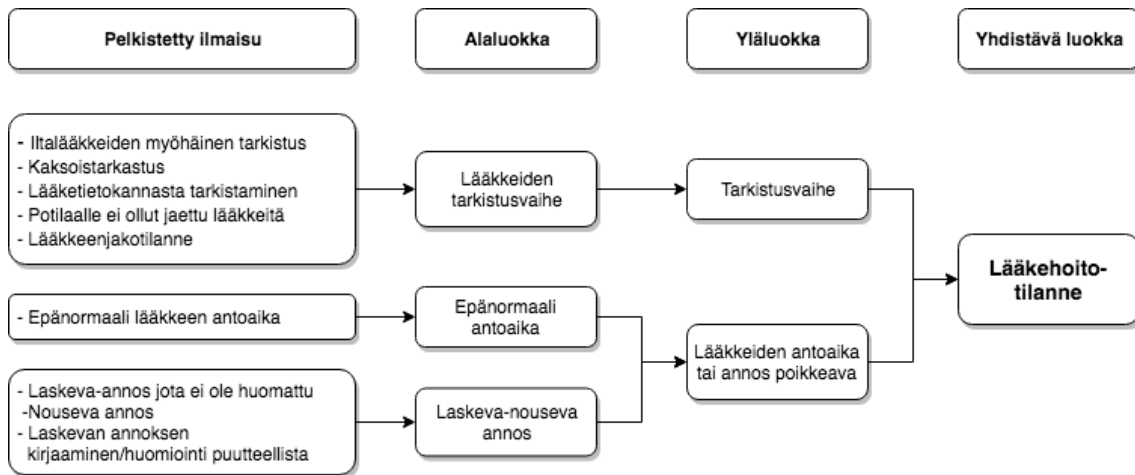 Pelkistetty ilmaisu
Alaluokka
Yläluokka
Yhdistävä luokka
- Iltalääkkeiden myöhäinen tarkistus
- Kaksoistarkastus
- Lääketietokannasta tarkistaminen
- Potilaalle ei ollut jaettu lääkkeitä
- Lääkkeenjakotilanne
Lääkkeiden
tarkistusvaihe
Tarkistusvaihe
Lääkehoito-
tilanne
- Epänormaali lääkkeen antoaika
Epänormaali
antoaika
Lääkkeiden antoaika
tai annos poikkeava
- Laskeva-annos jota ei ole huomattu
-Nouseva annos
- Laskevan annoksen
kirjaaminen/huomiointi puutteellista
Laskeva-nouseva
annos